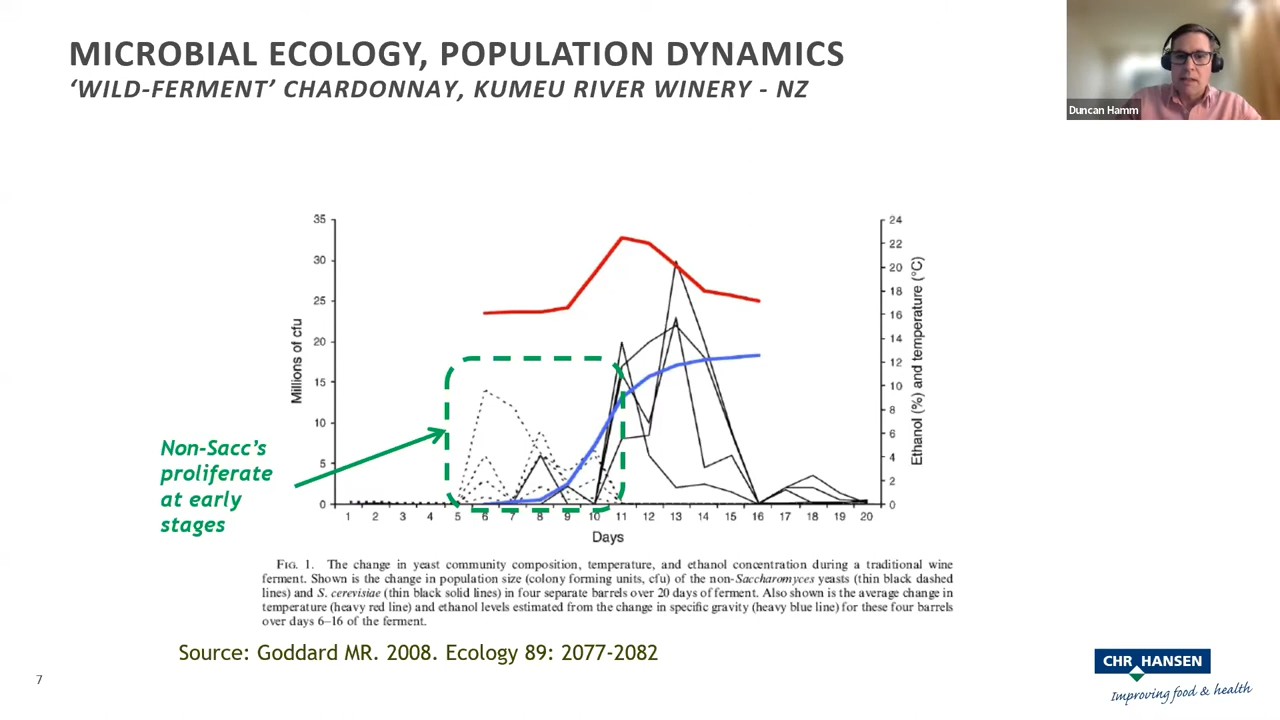 MICROBIAL ECOLOGY, POPULATION DYNAMICS
‘WILD-FERMENT’ CHARDONNAY, KUMEU RIVER WINERY - NZ
Duncan Hamm
35
30
25
20
15
10
5
0
Millions of cfu
24
22
20
18
16
14
12
10
8
6
4
2
0
Ethanol (%) and temperature (°C)
1 2 3 4 5 6 7 8 9 10 11 12 13 14 15 16 17 18 19 20
Days
Non-Sacc’s
proliferate
at early
stages
FIG. 1. The change in yeast community composition, temperature, and ethanol concentration during a traditional wine
ferment. Shown is the change in population size (colony forming units, cfu) of the non-Saccharomyces yeasts (thin black dashed
lines) and S. cerevisiae (thin black solid lines) in four separate barrels over 20 days of ferment. Also shown is the average change in
temperature (heavy red line) and ethanol levels estimated from the change in specific gravity (heavy blue line) for these four barrels
over days 6–16 of the ferment.
Source: Goddard MR. 2008. Ecology 89: 2077-2082
7
CHR HANSEN
Improving food & health